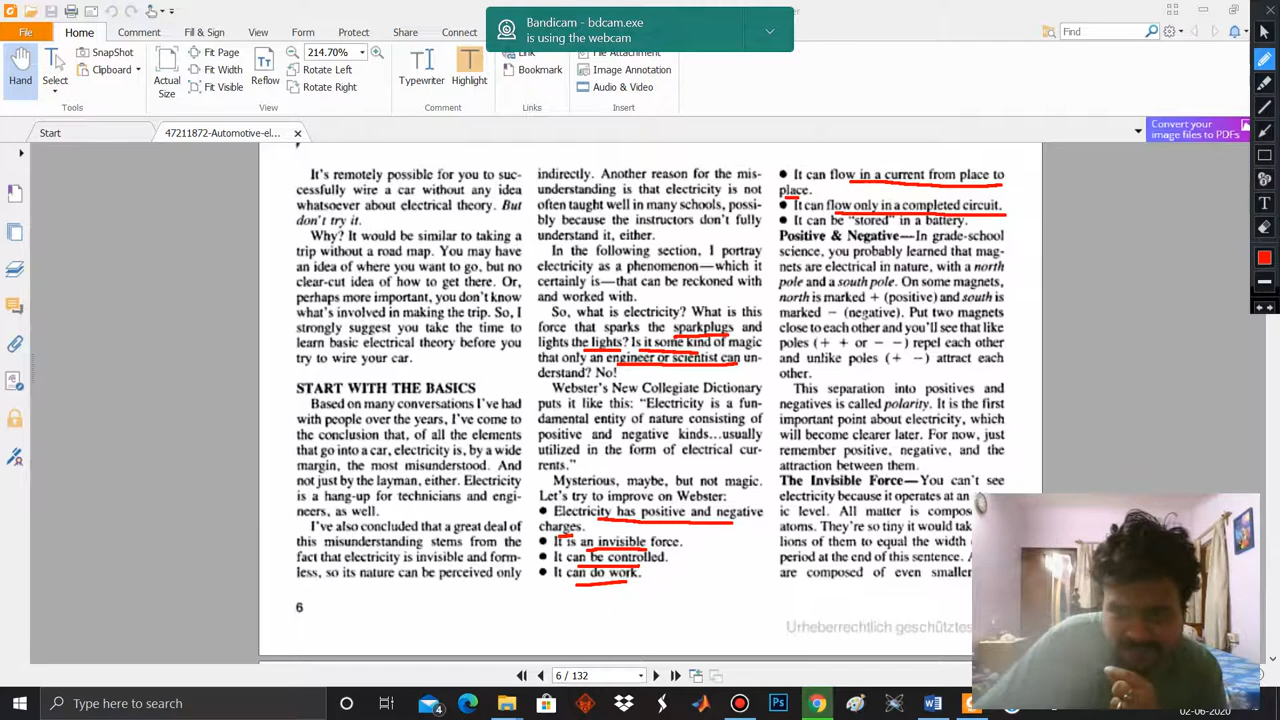 Bandicam - bdcam.exe
is using the webcam
File
Home
Comment
Fill & Sign
View
Form
Protect
Share
Connect
Find
Hand
Select
SnapShot
Clipboard
Tools
Actual
Size
Fit Page
Fit Width
Fit Visible
Reflow
214.70%
Rotate Left
Rotate Right
View
Typewriter
Highlight
Comment
Link
Bookmark
Links
File Attachment
Image Annotation
Audio & Video
Insert
Start
47211872-Automotive-el...
Convert your
image files to PDFs
It's remotely possible for you to suc-
cessfully wire a car without any idea
whatsoever about electrical theory. But
don't try it.
Why? It would be similar to taking a
trip without a road map. You may have
an idea of where you want to go, but no
clear-cut idea of how to get there. Or,
perhaps more important, you don't know
what's involved in making the trip. So, I
strongly suggest you take the time to
learn basic electrical theory before you
try to wire your car.
START WITH THE BASICS
Based on many conversations I've had
with people over the years, I've come to
the conclusion that, of all the elements
that go into a car, electricity is, by a wide
margin, the most misunderstood. And
not just by the layman, either. Electricity
is a hang-up for technicians and engi-
neers, as well.
I've also concluded that a great deal of
this misunderstanding stems from the
fact that electricity is invisible and form-
less, so its nature can be perceived only
6
indirectly. Another reason for the mis-
understanding is that electricity is not
often taught well in many schools, possi-
bly because the instructors don't fully
understand it, either.
In the following section, I portray
electricity as a phenomenon—which it
certainly is—that can be reckoned with
and worked with.
So, what is electricity? What is this
force that sparks the sparkplugs and
lights the lights? Is it some kind of magic
that only an engineer or scientist can un-
derstand? No!
Webster's New Collegiate Dictionary
puts it like this: “Electricity is a fun-
damental entity of nature consisting of
positive and negative kinds...usually
utilized in the form of electrical cur-
rents.”
Mysterious, maybe, but not magic.
Let's try to improve on Webster:
● Electricity has positive and negative
charges.
● It is an invisible force.
● It can be controlled.
● It can do work.
● It can flow in a current from place to
place.
● It can flow only in a completed circuit.
● It can be “stored” in a battery.
Positive & Negative—In grade-school
science, you probably learned that mag-
nets are electrical in nature, with a north
pole and a south pole. On some magnets,
north is marked + (positive) and south is
marked − (negative). Put two magnets
close to each other and you'll see that like
poles (+ + or − −) repel each other
and unlike poles (+ −) attract each
other.
This separation into positives and
negatives is called polarity. It is the first
important point about electricity, which
will become clearer later. For now, just
remember positive, negative, and the
attraction between them.
The Invisible Force—You can't see
electricity because it operates at an
ic level. All matter is compos
atoms. They're so tiny it would tak
lions of them to equal the width
period at the end of this sentence.
are composed of even smaller
Urheberrechtlich geschütztes
6 / 132
Type here to search
4
02-06-2020